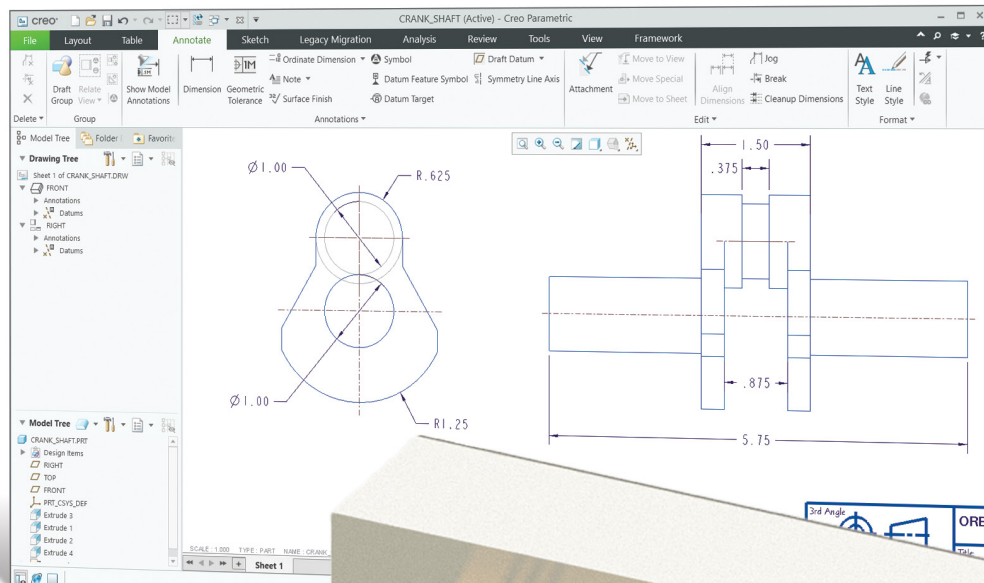 creo°
CRANK_SHAFT (Active) - Creo Parametric
File
Layout
Table
Annotate
Sketch
Legacy Migration
Analysis
Review
Tools
View
Framework
Delete
Draft Group
Relate View
Group
Show Model Annotations
Dimension
Geometric Tolerance
Ordinate Dimension
Note
Surface Finish
Symbol
Datum Feature Symbol
Datum Target
Draft Datum
Symmetry Line Axis
Annotations
Attachment
Move to View
Move Special
Move to Sheet
Align Dimensions
Jog
Break
Cleanup Dimensions
Edit
Text Style
Line Style
Format
Model Tree
Folder
Favorite
Drawing Tree
Sheet 1 of CRANK_SHAFT.DRW
FRONT
Annotations
Datums
RIGHT
Annotations
Datums
Model Tree
CRANK_SHAFT.PRT
Design Items
RIGHT
TOP
FRONT
PRT_CSYS_DEF
Extrude 3
Extrude 1
Extrude 2
Extrude 4
Ø1.00
R.625
Ø1.00
R1.25
1.50
.375
.875
5.75
3rd Angle
ORE
Title
SCALE : 1.000 TYPE : PART NAME : CRANK_
Sheet 1